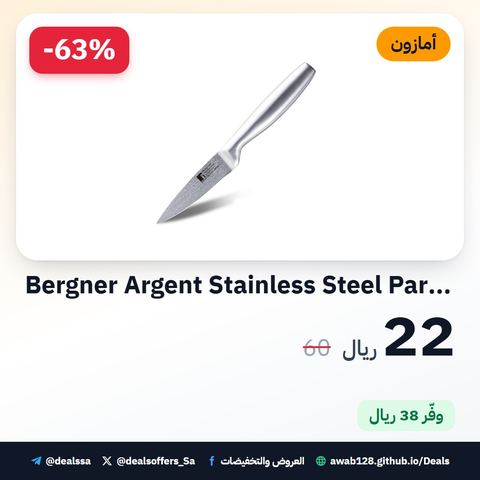 -63%
أمازون
Bergner Argent Stainless Steel Par...
22 ريال 60
وفّر 38 ريال
@dealssa @dealsoffers_Sa العروض والتخفيضات awab128.github.io/Deals